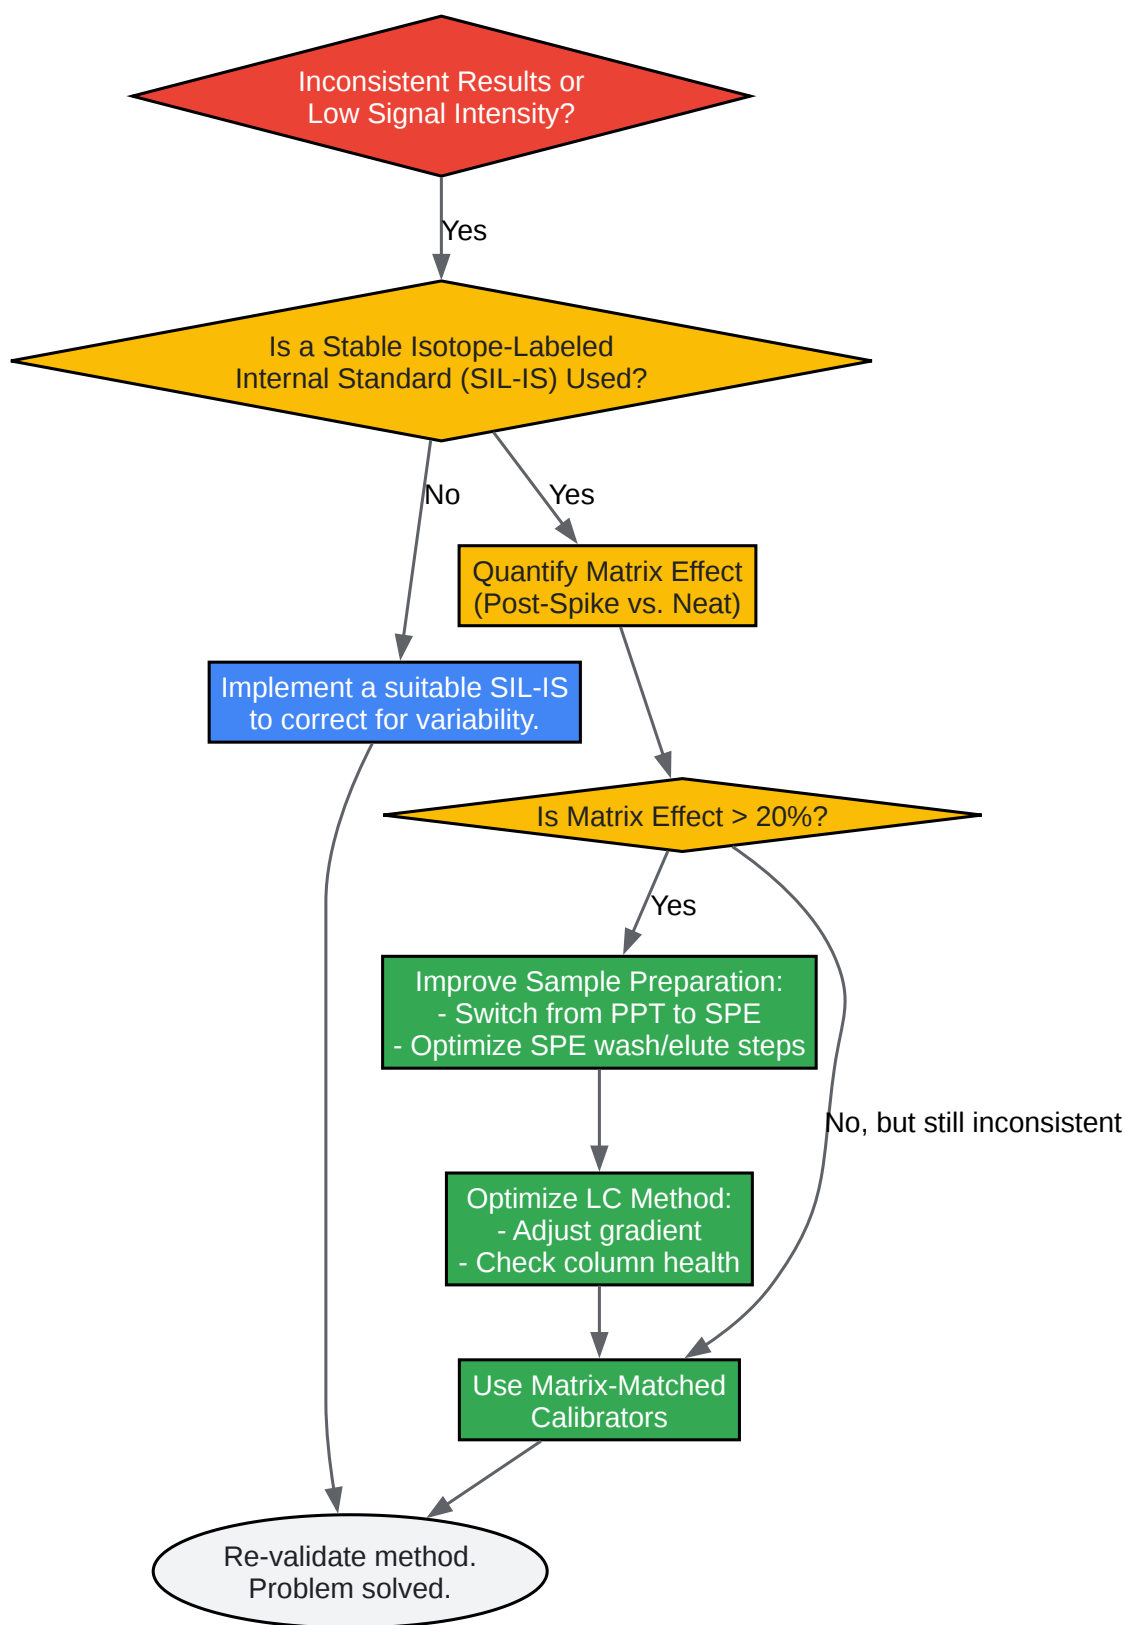 Inconsistent Results or
Low Signal Intensity?
Yes
Is a Stable Isotope-Labeled
Internal Standard (SIL-IS) Used?
No
Yes
Quantify Matrix Effect
(Post-Spike vs. Neat)
Implement a suitable SIL-IS
to correct for variability.
Is Matrix Effect > 20%?
Yes
Improve Sample Preparation:
- Switch from PPT to SPE
- Optimize SPE wash/elute steps
No, but still inconsistent
Optimize LC Method:
- Adjust gradient
- Check column health
Use Matrix-Matched
Calibrators
Re-validate method.
Problem solved.